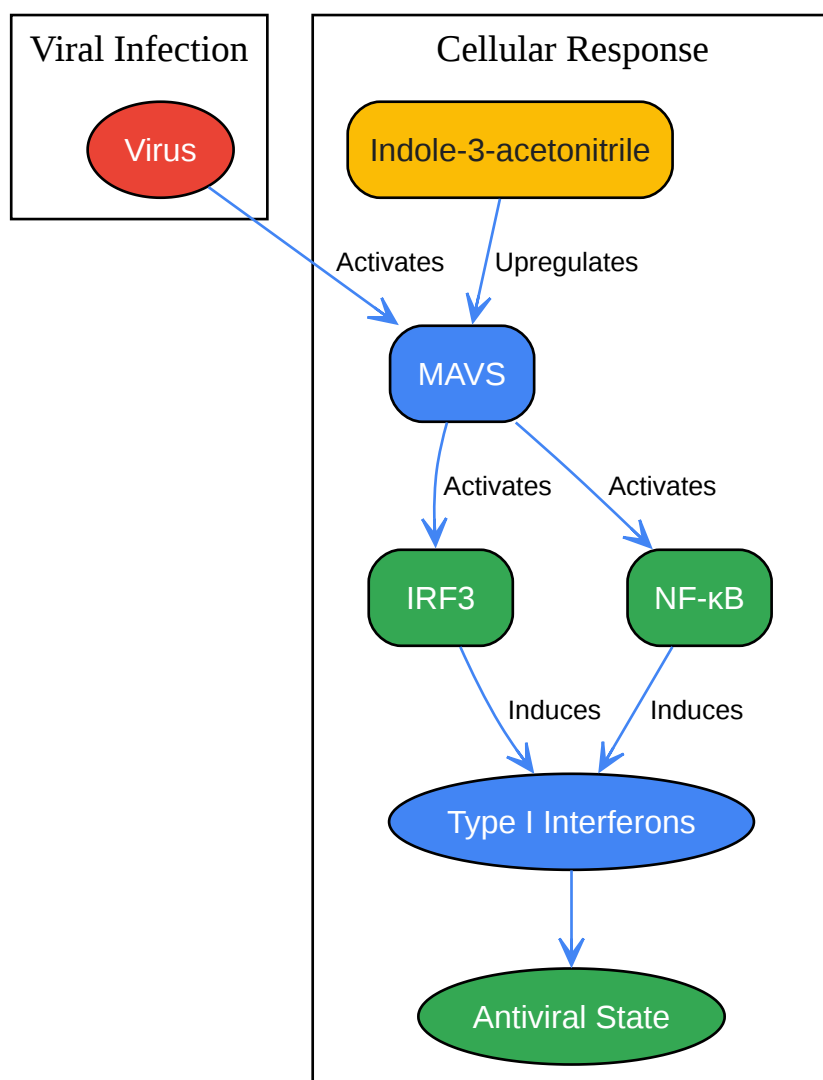 Viral Infection
Cellular Response
Virus
Indole-3-acetonitrile
Activates
Upregulates
MAVS
Activates
Activates
IRF3
NF-κB
Induces
Induces
Type I Interferons
Antiviral State